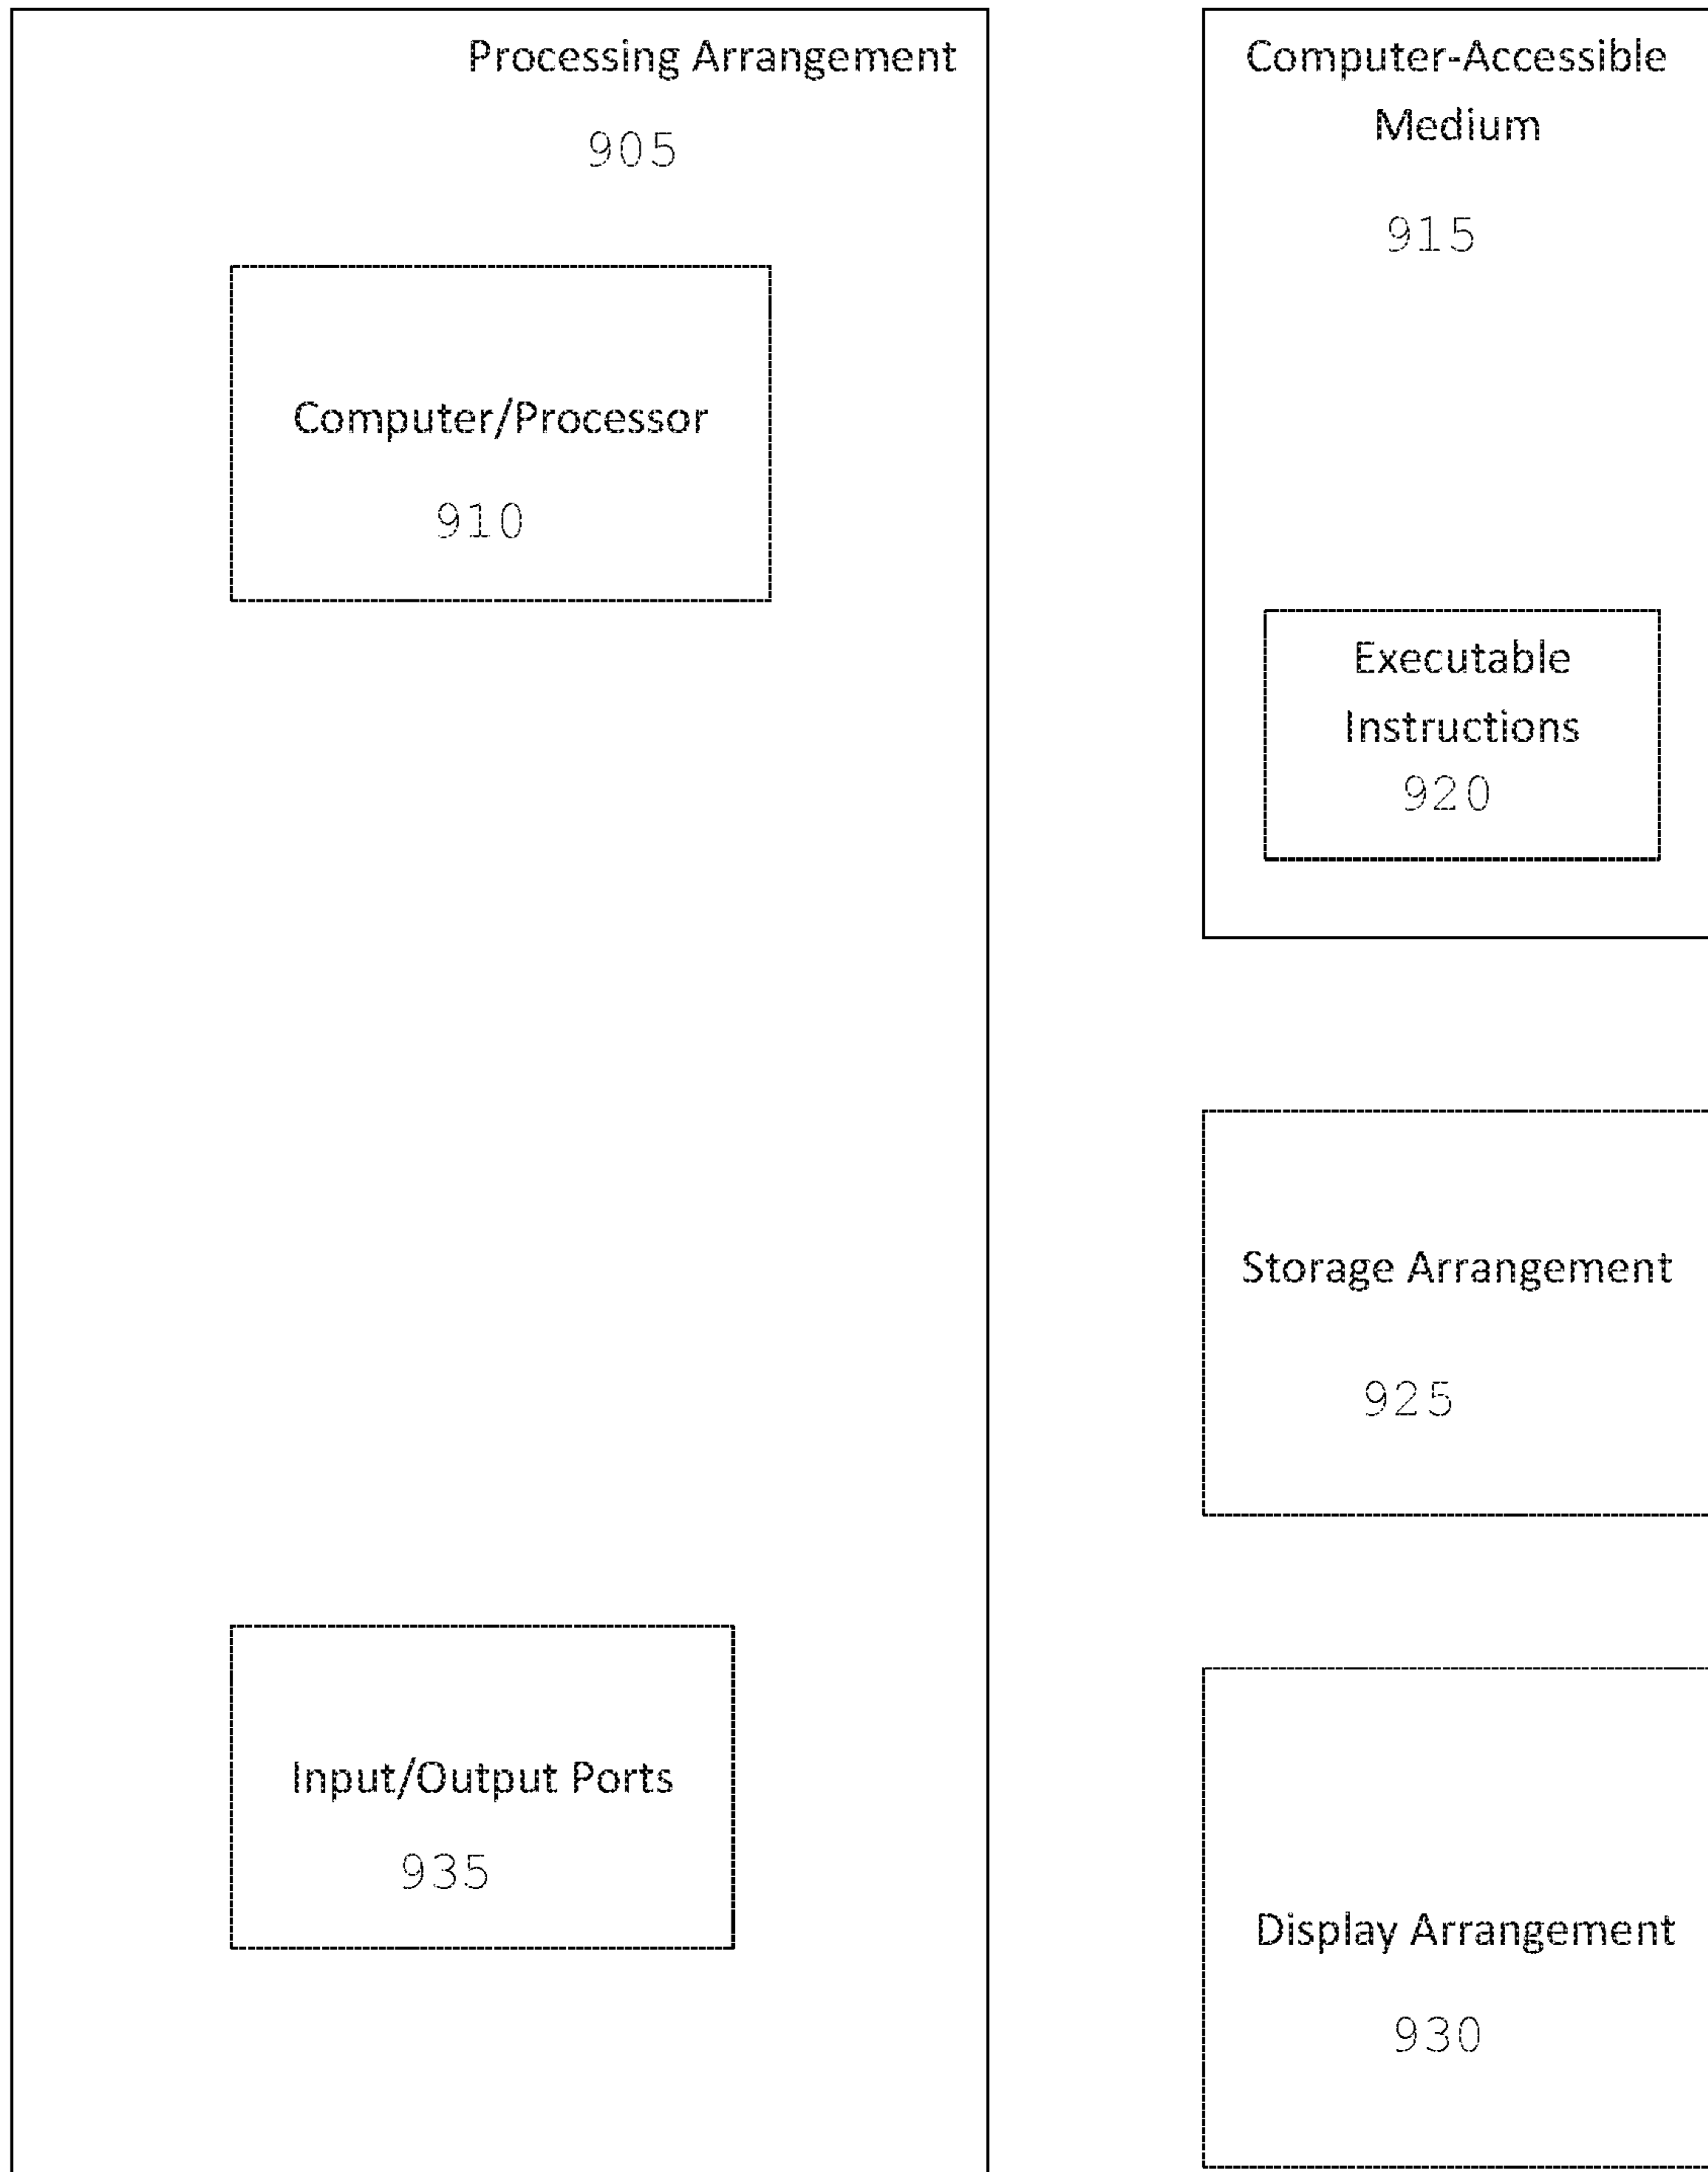 Processing Arrangement
905
Computer/Processor
910
Input/Output Ports
935
Computer-Accessible
Medium
915
Executable
Instructions
920
Storage Arrangement
925
Display Arrangement
930